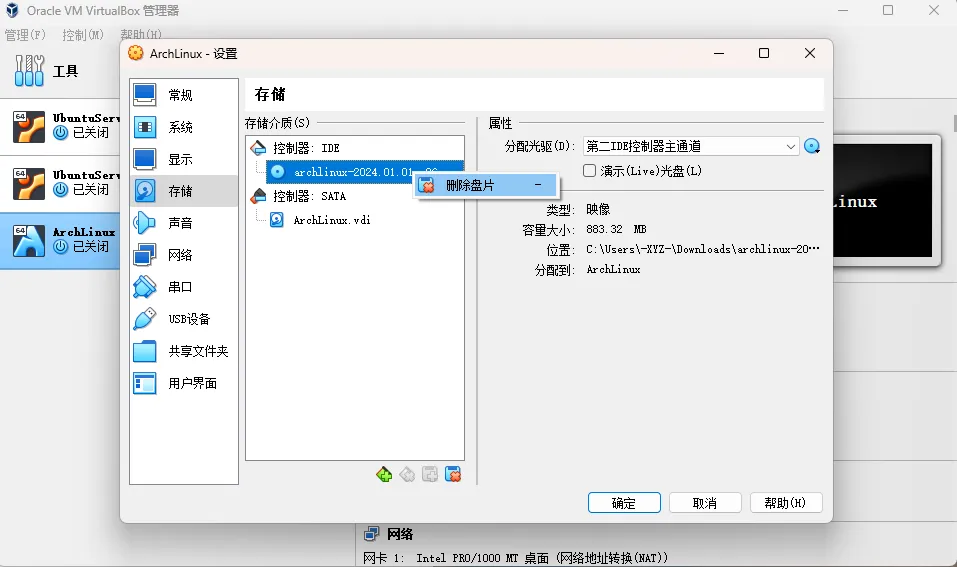 Oracle VM VirtualBox 管理器
管理(F) 控制(M) 帮助(H)
工具
64
UbuntuServ
已关闭
64
UbuntuServ
已关闭
64
ArchLinux
已关闭
ArchLinux - 设置
常规
系统
显示
存储
声音
网络
串口
USB设备
共享文件夹
用户界面
存储
存储介质(S)
控制器: IDE
archlinux-2024.01.01
控制器: SATA
ArchLinux.vdi
删除盘片 -
属性
分配光驱(D): 第二IDE控制器主通道
演示(Live)光盘(L)
类型: 映像
容量大小: 883.32 MB
位置: C:\Users\-XYZ-\Downloads\archlinux-20···
分配到: ArchLinux
确定 取消 帮助(H)
inux
网络
网卡 1: Intel PRO/1000 MT 桌面 (网络地址转换(NAT))